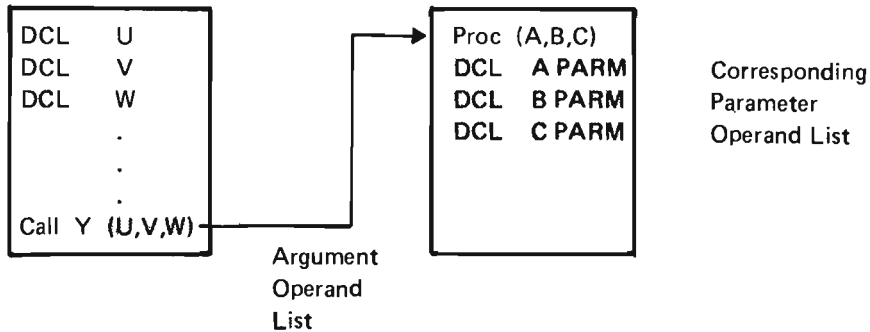 DCL U
DCL V
DCL W
.
.
.
Call Y (U,V,W)
Argument
Operand
List
Proc (A,B,C)
DCL A PARM
DCL B PARM
DCL C PARM
Corresponding
Parameter
Operand List